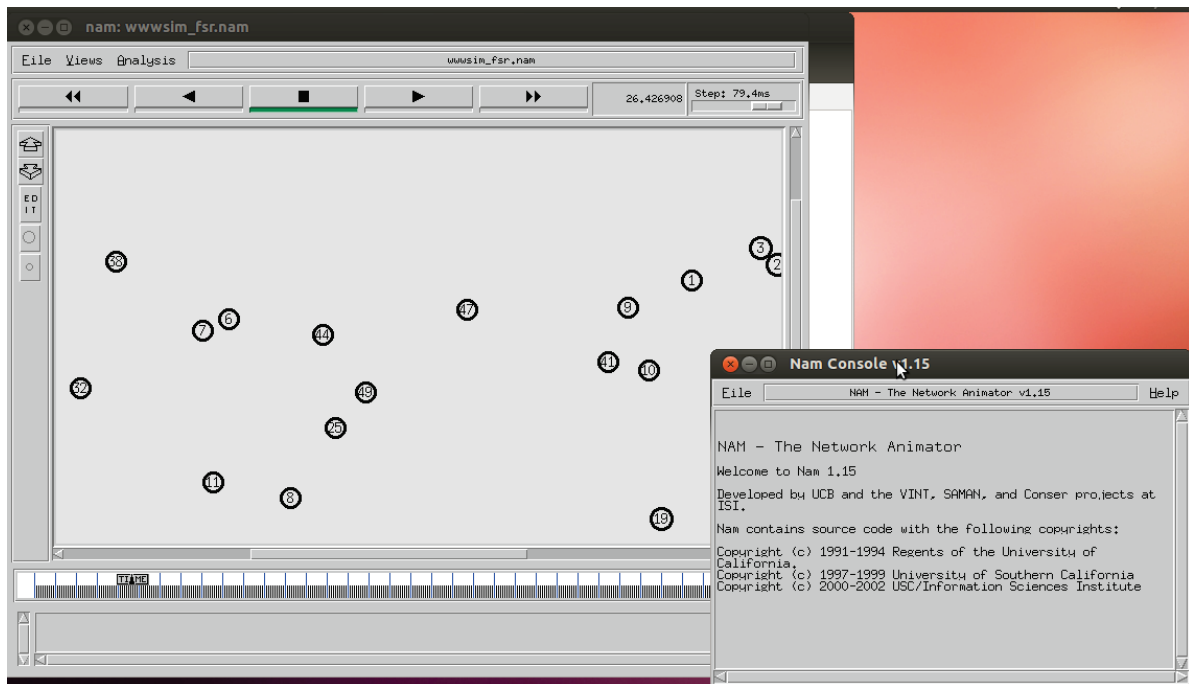 nam: wwwsim_fsr.nam
File Views Analysis wwwsim_fsr.nam
26.426908 Step: 79.4ms
ED
IT
3
2
38
1
47
9
6
7
44
41
10
32
49
25
11
8
19
TIME
Nam Console v1.15
File NAM - The Network Animator v1.15 Help
NAM - The Network Animator
Welcome to Nam 1.15
Developed by UCB and the VINT, SAMAN, and Conser projects at
ISI.
Nam contains source code with the following copyrights:
Copyright (c) 1991-1994 Regents of the University of
California.
Copyright (c) 1997-1999 University of Southern California
Copyright (c) 2000-2002 USC/Information Sciences Institute